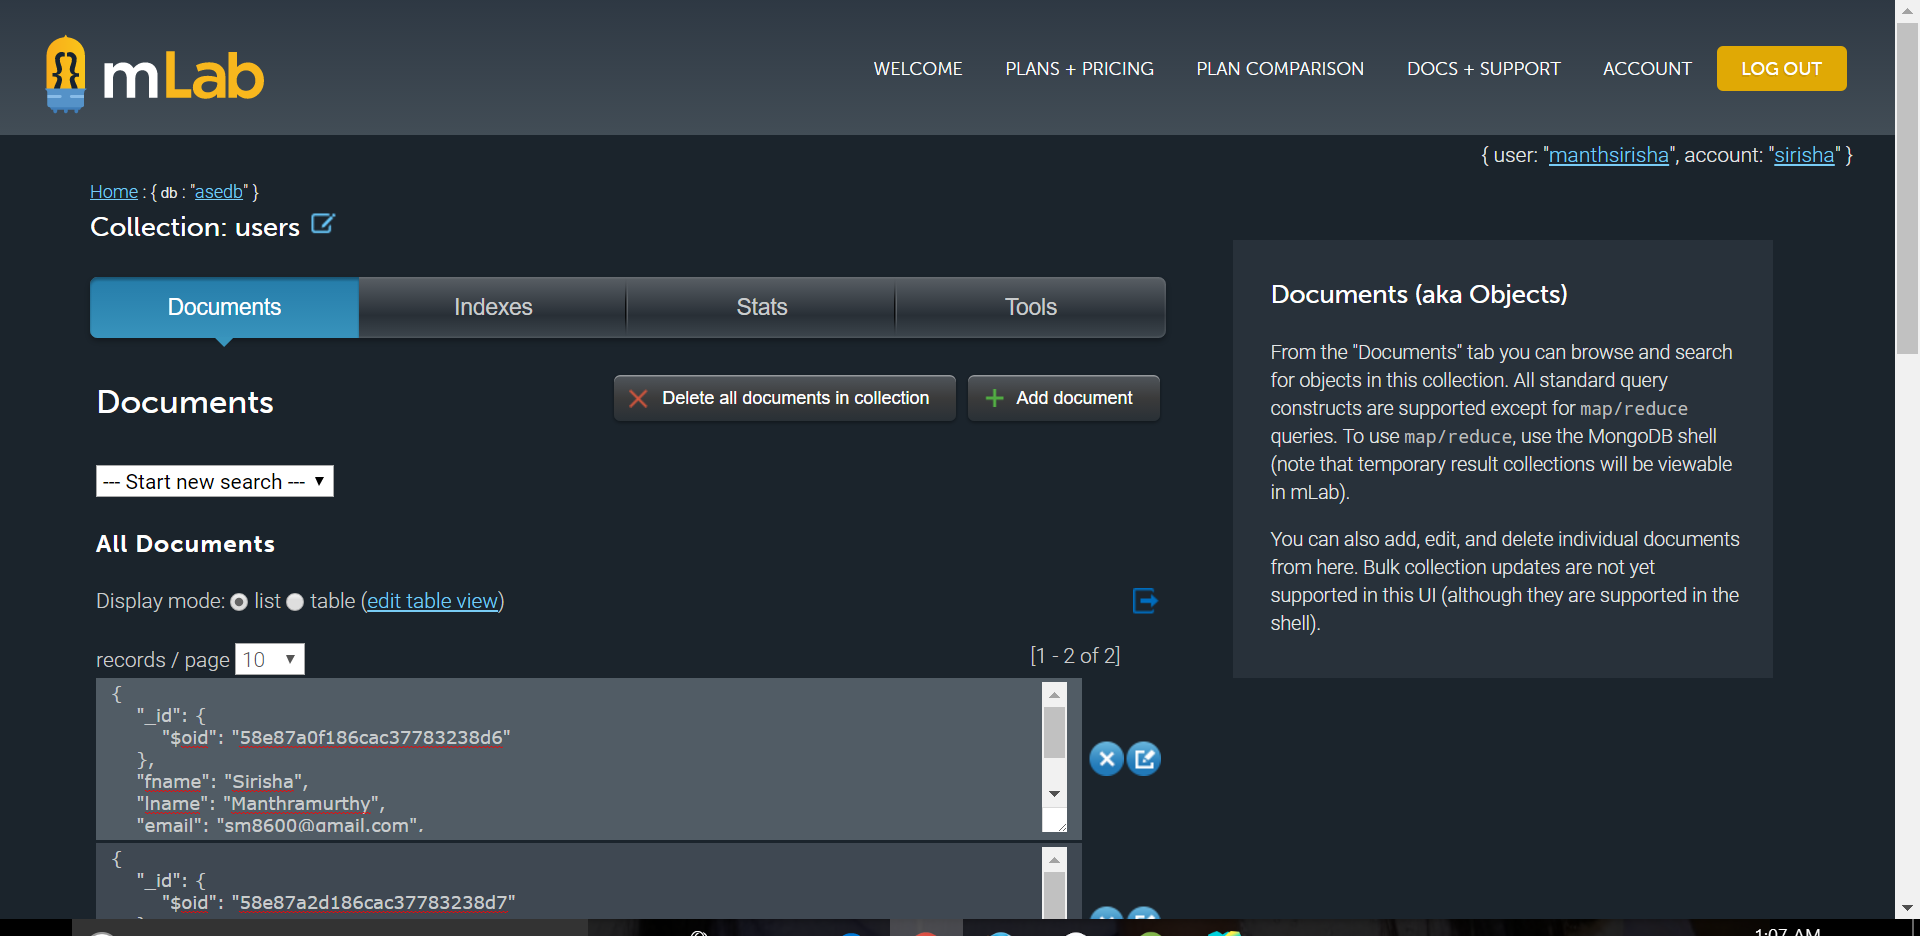 mLab
WELCOME
PLANS + PRICING
PLAN COMPARISON
DOCS + SUPPORT
ACCOUNT
LOG OUT
{ user: "manthsirisha", account: "sirisha" }
Home : { db : "asedb" }
Collection: users
Documents
Indexes
Stats
Tools
Documents
Delete all documents in collection
Add document
--- Start new search ---
All Documents
Display mode: list table (edit table view)
records / page 10
[1 - 2 of 2]
{
"_id": {
"$oid": "58e87a0f186cac37783238d6"
},
"fname": "Sirisha",
"lname": "Manthramurthy",
"email": "sm8600@gmail.com",
{
"_id": {
"$oid": "58e87a2d186cac37783238d7"
Documents (aka Objects)
From the "Documents" tab you can browse and search
for objects in this collection. All standard query
constructs are supported except for map/reduce
queries. To use map/reduce, use the MongoDB shell
(note that temporary result collections will be viewable
in mLab).
You can also add, edit, and delete individual documents
from here. Bulk collection updates are not yet
supported in this UI (although they are supported in the
shell).
1:07 AM